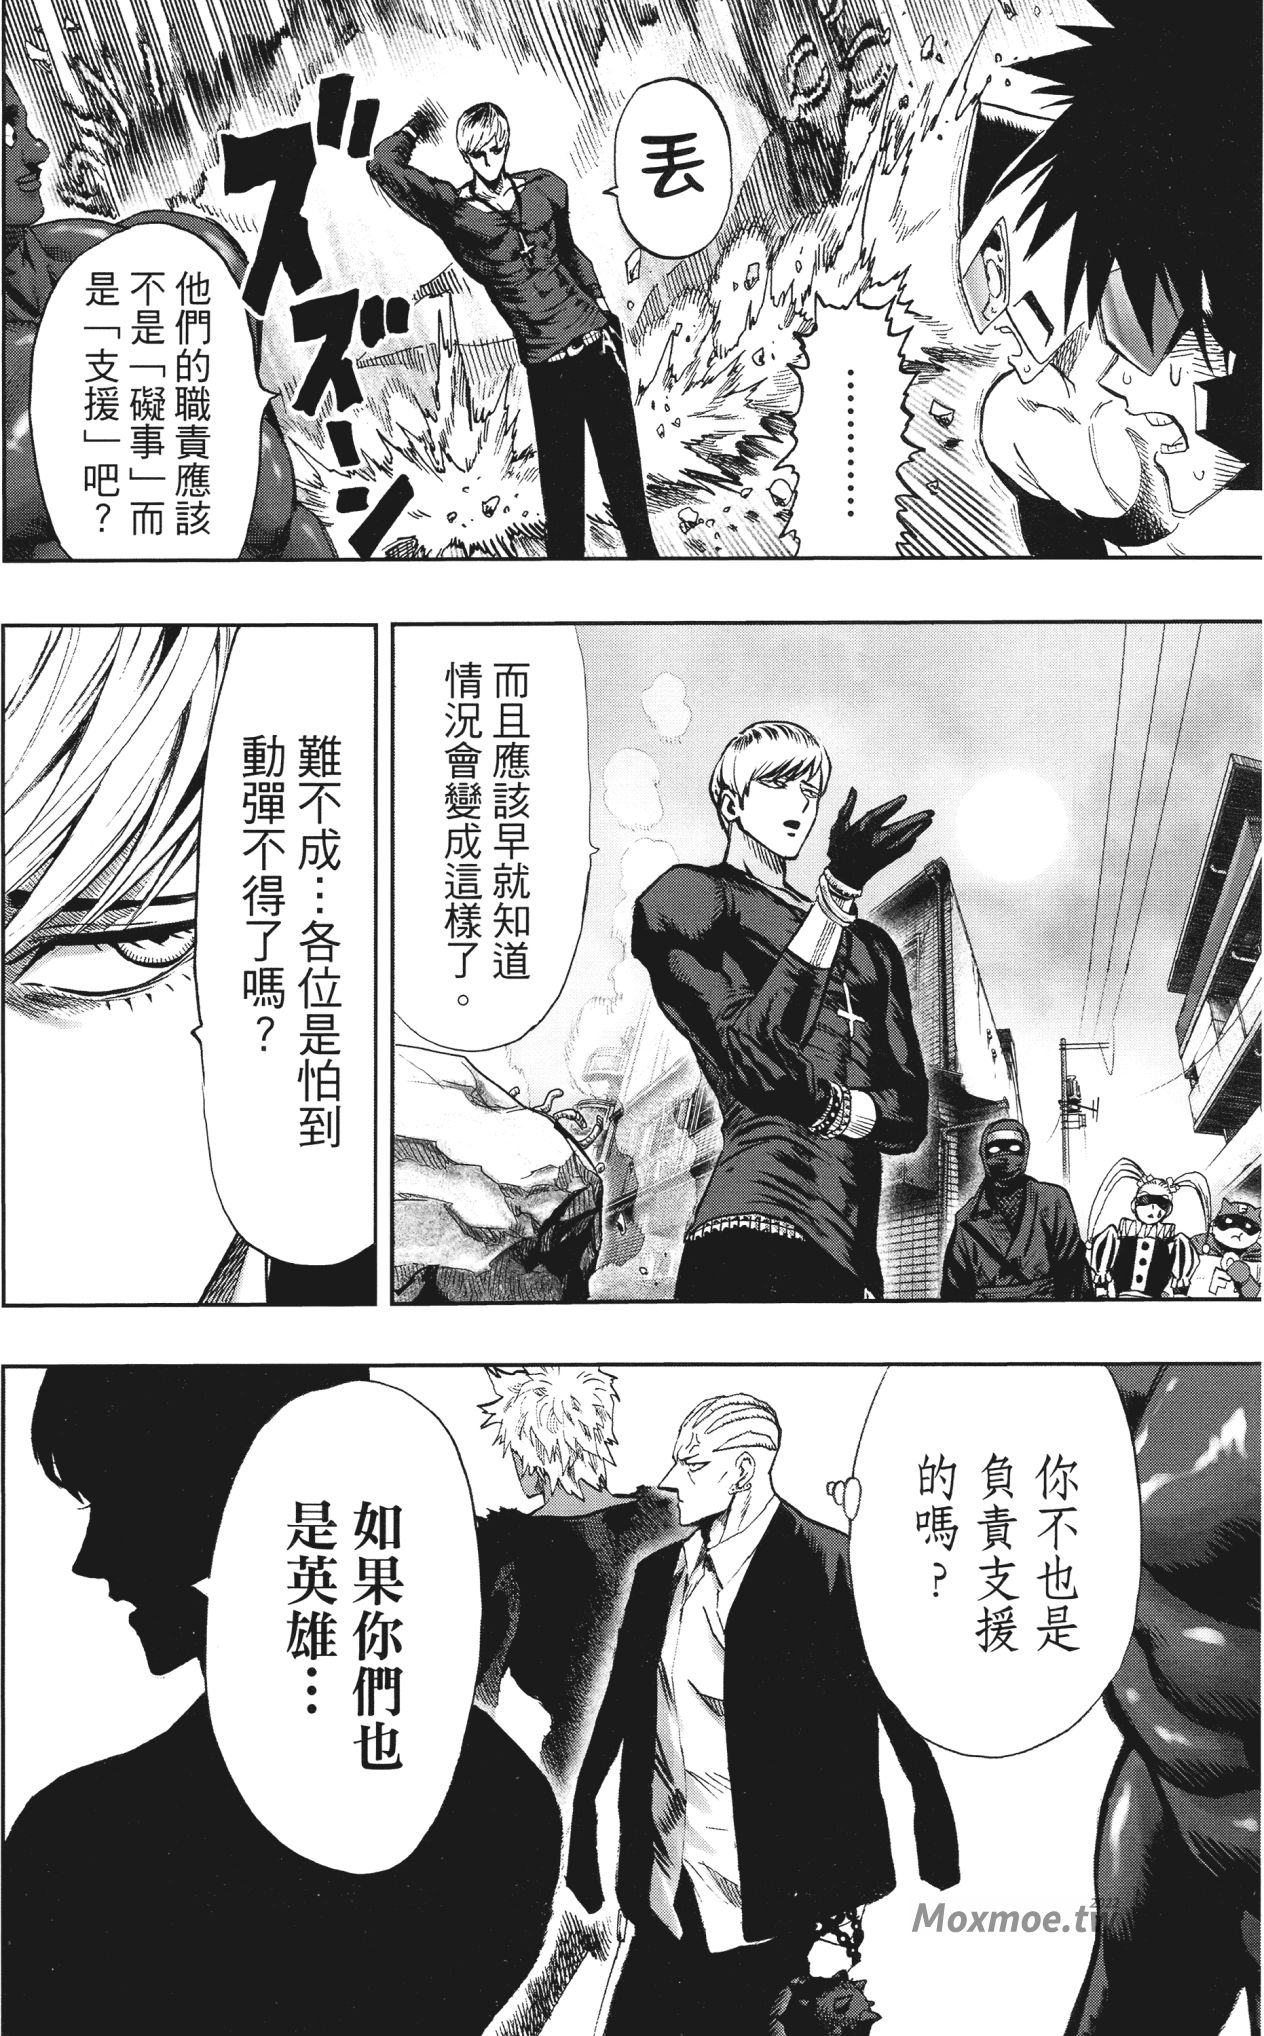 丟
………
ズズズン
他們的職責應該
不是「礙事」而
是「支援」吧？
而且應該早就知道
情況會變成這樣了。
難不成…各位是怕到
動彈不得了嗎？
你不也是
負責支援
的嗎？
如果你們也
是英雄…
Moxmoe.tw